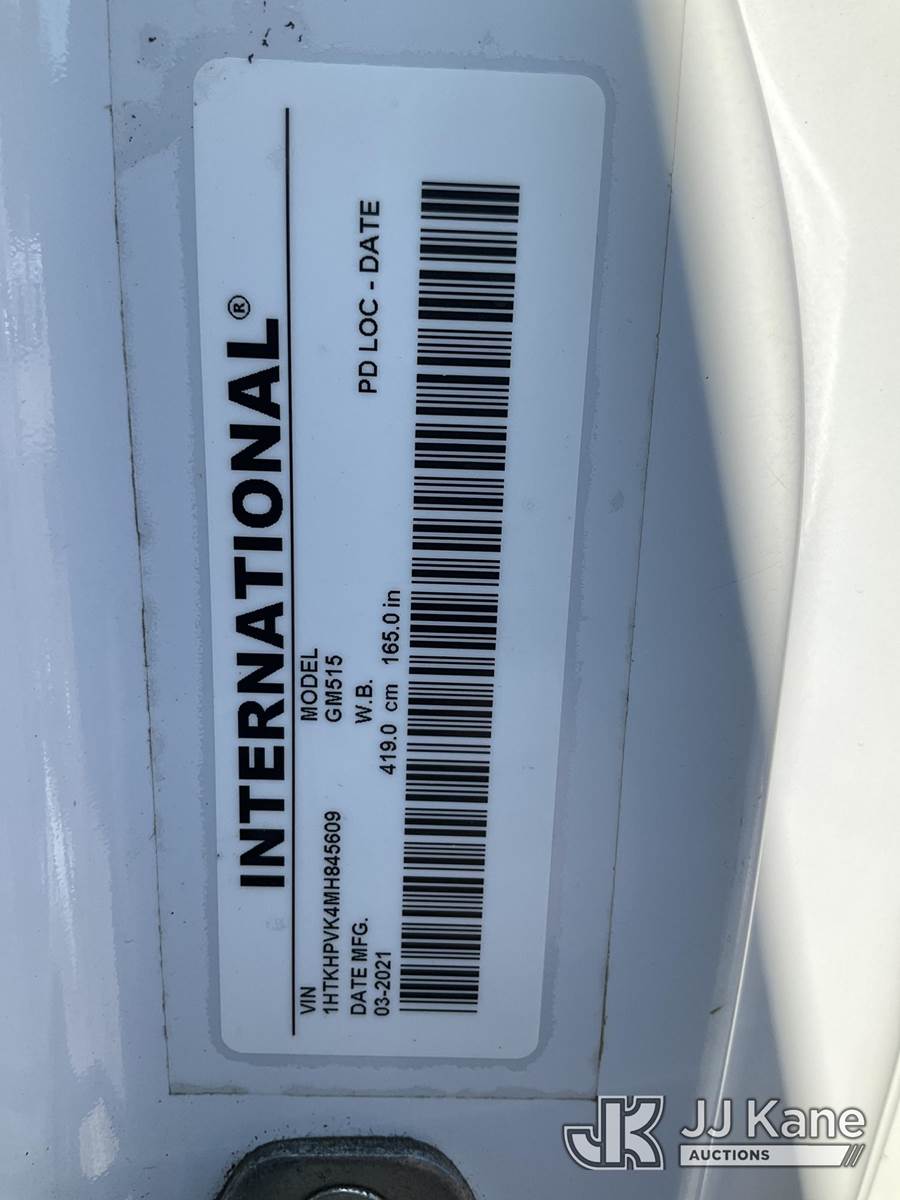 INTERNATIONAL®
VIN MODEL
1HTKHPVK4MH845609 GM515
DATE MFG. W.B. PD LOC - DATE
03-2021 419.0 cm 165.0 in
JK JJ Kane
AUCTIONS